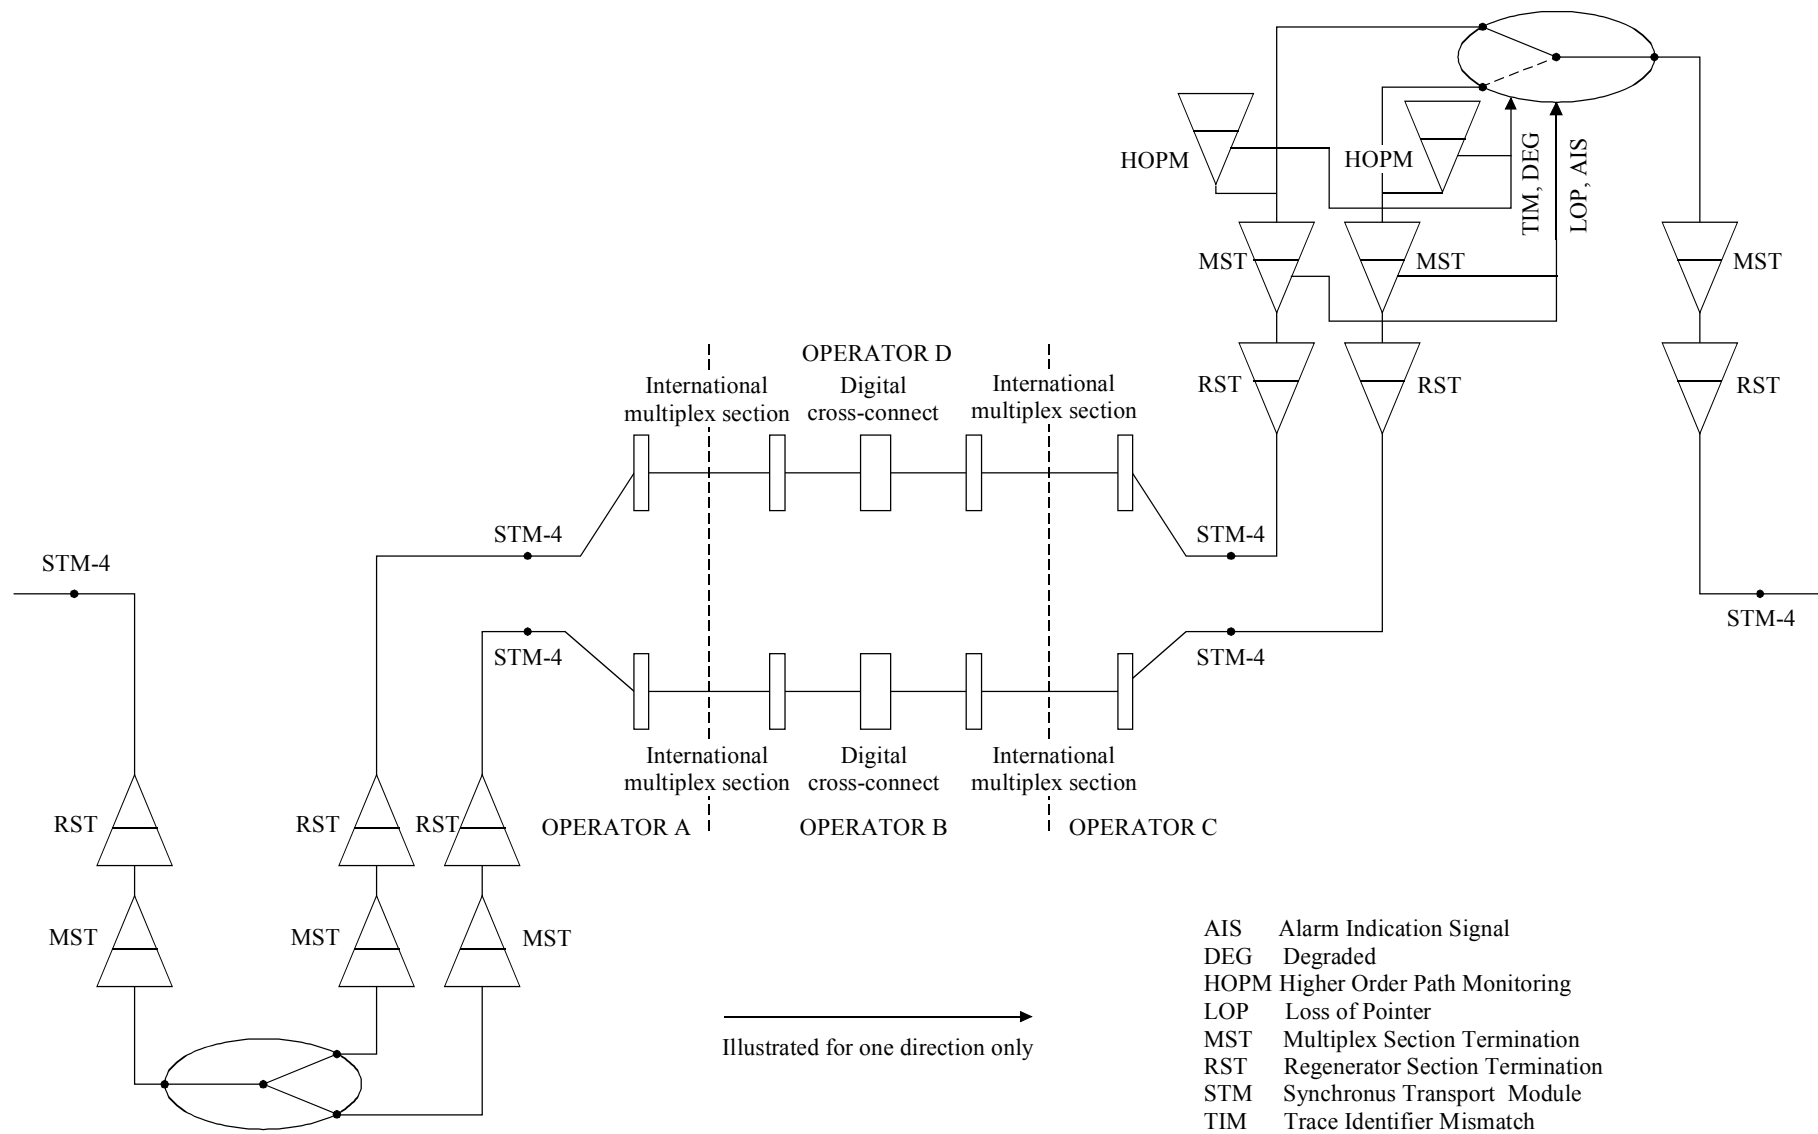 HOPM
HOPM
TIM, DEG
LOP, AIS
MST
MST
MST
OPERATOR D
International
multiplex section
Digital
cross-connect
International
multiplex section
RST
RST
RST
STM-4
STM-4
STM-4
STM-4
STM-4
STM-4
International
multiplex section
Digital
cross-connect
International
multiplex section
RST
RST
RST
OPERATOR A
OPERATOR B
OPERATOR C
MST
MST
MST
Illustrated for one direction only
AIS Alarm Indication Signal
DEG Degraded
HOPM Higher Order Path Monitoring
LOP Loss of Pointer
MST Multiplex Section Termination
RST Regenerator Section Termination
STM Synchronus Transport Module
TIM Trace Identifier Mismatch